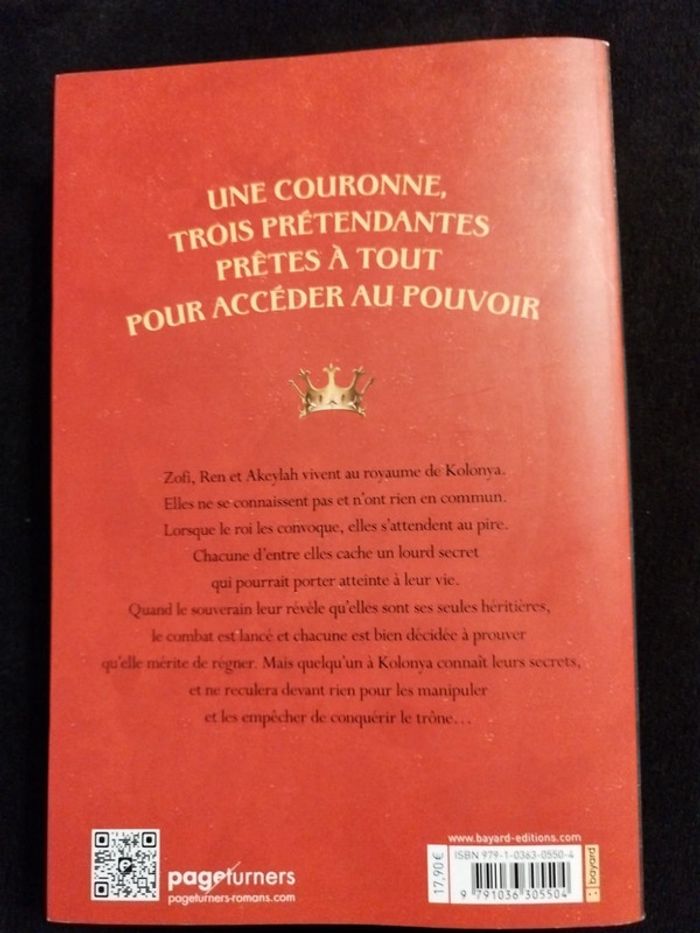 UNE COURONNE,
TROIS PRÉTENDANTES
PRÊTES À TOUT
POUR ACCÉDER AU POUVOIR
Zofi, Ren et Akeylah vivent au royaume de Kolonya.
Elles ne se connaissent pas et n'ont rien en commun.
Lorsque le roi les convoque, elles s'attendent au pire.
Chacune d'entre elles cache un lourd secret
qui pourrait porter atteinte à leur vie.
Quand le souverain leur révèle qu'elles sont ses seules héritières,
le combat est lancé et chacune est bien décidée à prouver
qu'elle mérite de régner. Mais quelqu'un à Kolonya connaît leurs secrets,
et ne reculera devant rien pour les manipuler
et les empêcher de conquérir le trône…
pageturners
pageturners-romans.com
www.bayard-editions.com
17,90 €
ISBN 979-1-0363-0550-4
9 791036 305504
bayard